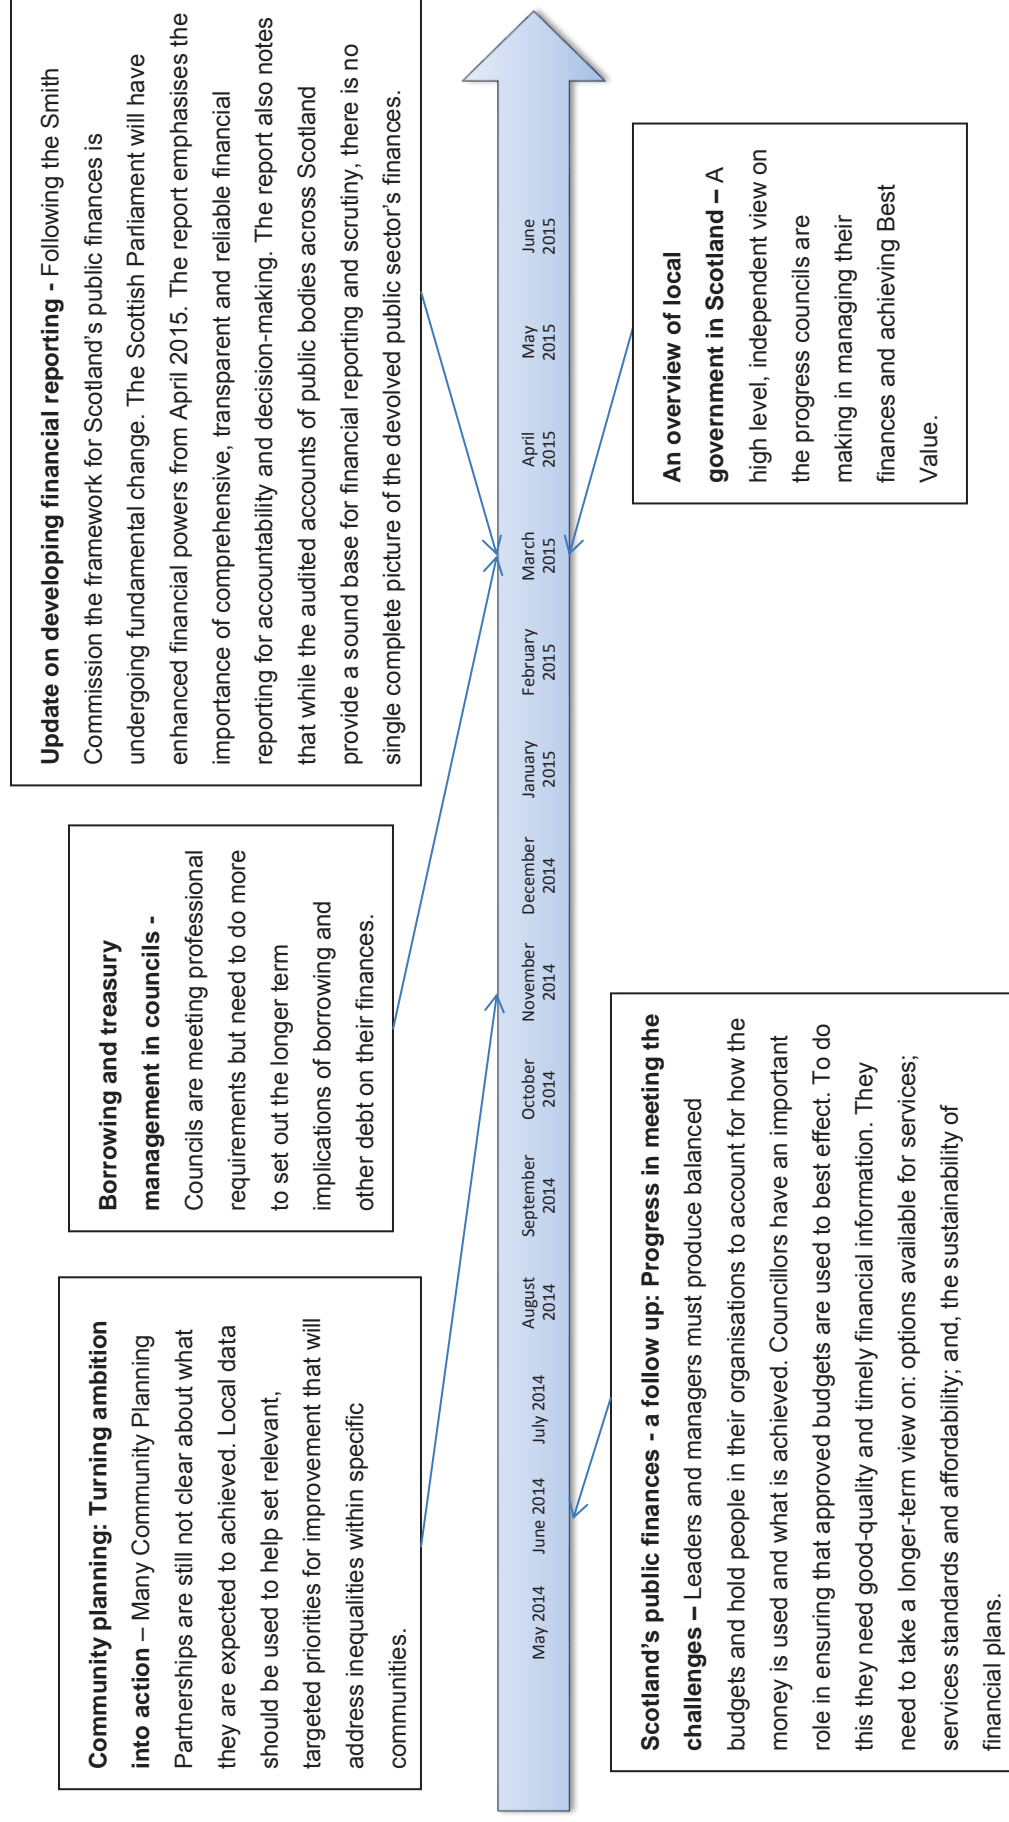 Community planning: Turning ambition
into action – Many Community Planning
Partnerships are still not clear about what
they are expected to achieved. Local data
should be used to help set relevant,
targeted priorities for improvement that will
address inequalities within specific
communities.
Borrowing and treasury
management in councils -
Councils are meeting professional
requirements but need to do more
to set out the longer term
implications of borrowing and
other debt on their finances.
Update on developing financial reporting - Following the Smith
Commission the framework for Scotland's public finances is
undergoing fundamental change. The Scottish Parliament will have
enhanced financial powers from April 2015. The report emphasises the
importance of comprehensive, transparent and reliable financial
reporting for accountability and decision-making. The report also notes
that while the audited accounts of public bodies across Scotland
provide a sound base for financial reporting and scrutiny, there is no
single complete picture of the devolved public sector's finances.
May 2014
June 2014
July 2014
August
2014
September
2014
October
2014
November
2014
December
2014
January
2015
February
2015
March
2015
April
2015
May
2015
June
2015
Scotland's public finances - a follow up: Progress in meeting the
challenges – Leaders and managers must produce balanced
budgets and hold people in their organisations to account for how the
money is used and what is achieved. Councillors have an important
role in ensuring that approved budgets are used to best effect. To do
this they need good-quality and timely financial information. They
need to take a longer-term view on: options available for services;
services standards and affordability; and, the sustainability of
financial plans.
An overview of local
government in Scotland – A
high level, independent view on
the progress councils are
making in managing their
finances and achieving Best
Value.